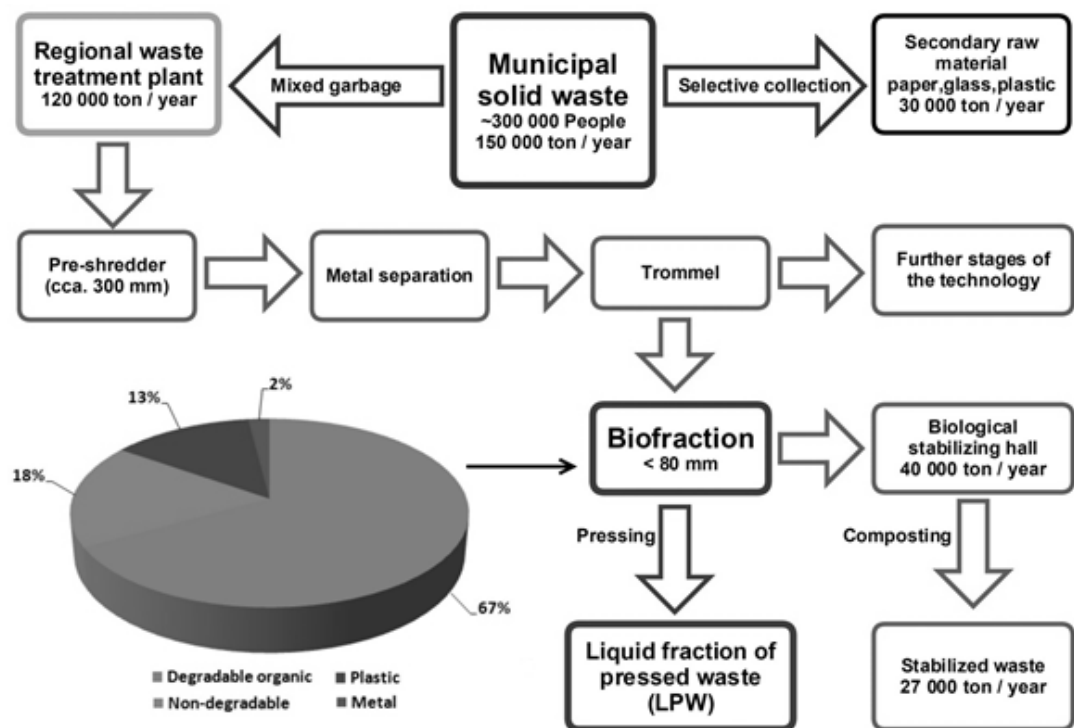 Regional waste
treatment plant
120 000 ton / year
Mixed garbage
Municipal
solid waste
~300 000 People
150 000 ton / year
Selective collection
Secondary raw
material
paper,glass,plastic
30 000 ton / year
Pre-shredder
(cca. 300 mm)
Metal separation
Trommel
Further stages of
the technology
2%
13%
18%
67%
Degradable organic
Plastic
Non-degradable
Metal
Biofraction
< 80 mm
Biological
stabilizing hall
40 000 ton / year
Pressing
Composting
Liquid fraction of
pressed waste
(LPW)
Stabilized waste
27 000 ton / year